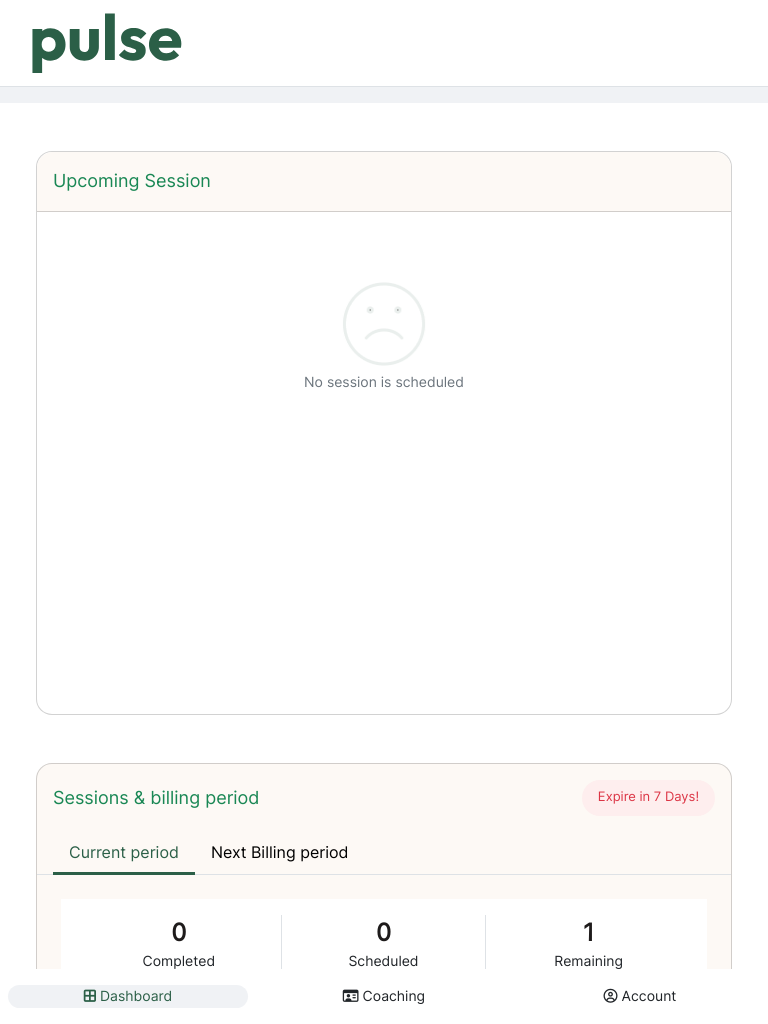 pulse
Upcoming Session
No session is scheduled
Sessions & billing period
Expire in 7 Days!
Current period
Next Billing period
0
0
1
Completed
Scheduled
Remaining
Dashboard
Coaching
Account